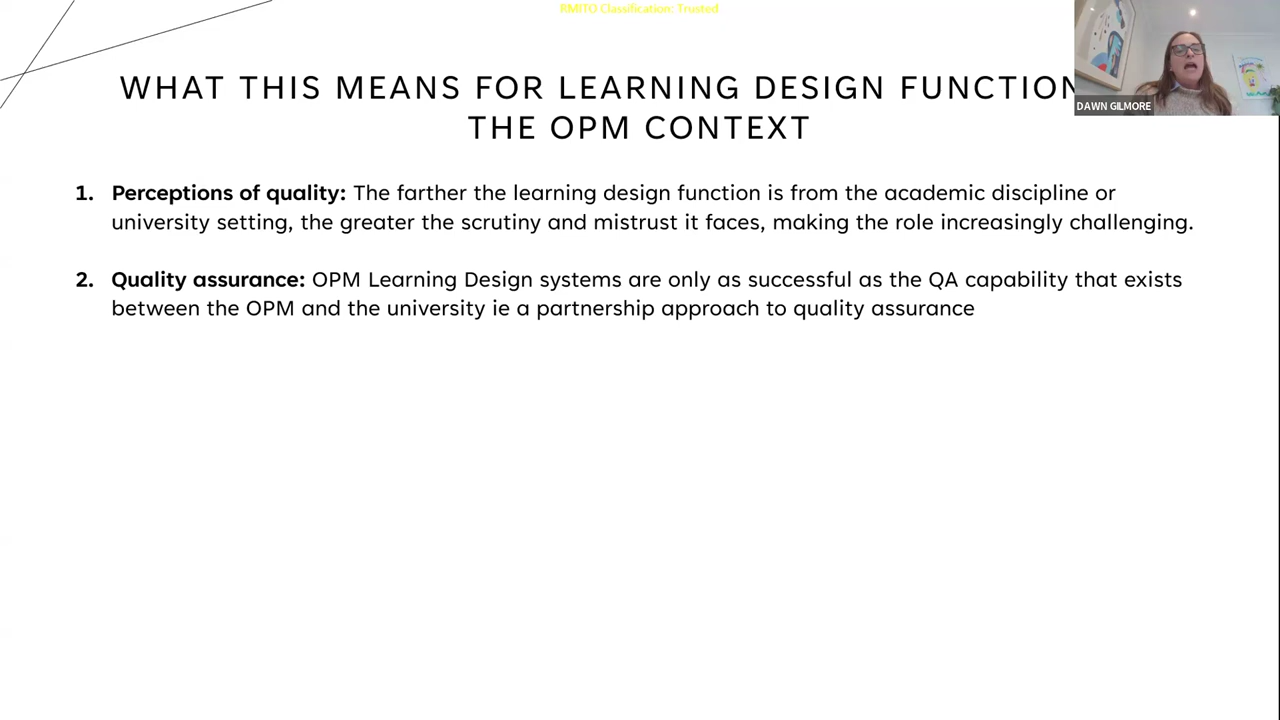 RMITO Classification: Trusted
WHAT THIS MEANS FOR LEARNING DESIGN FUNCTION
THE OPM CONTEXT
DAWN GILMORE
1. Perceptions of quality: The farther the learning design function is from the academic discipline or
university setting, the greater the scrutiny and mistrust it faces, making the role increasingly challenging.
2. Quality assurance: OPM Learning Design systems are only as successful as the QA capability that exists
between the OPM and the university ie a partnership approach to quality assurance